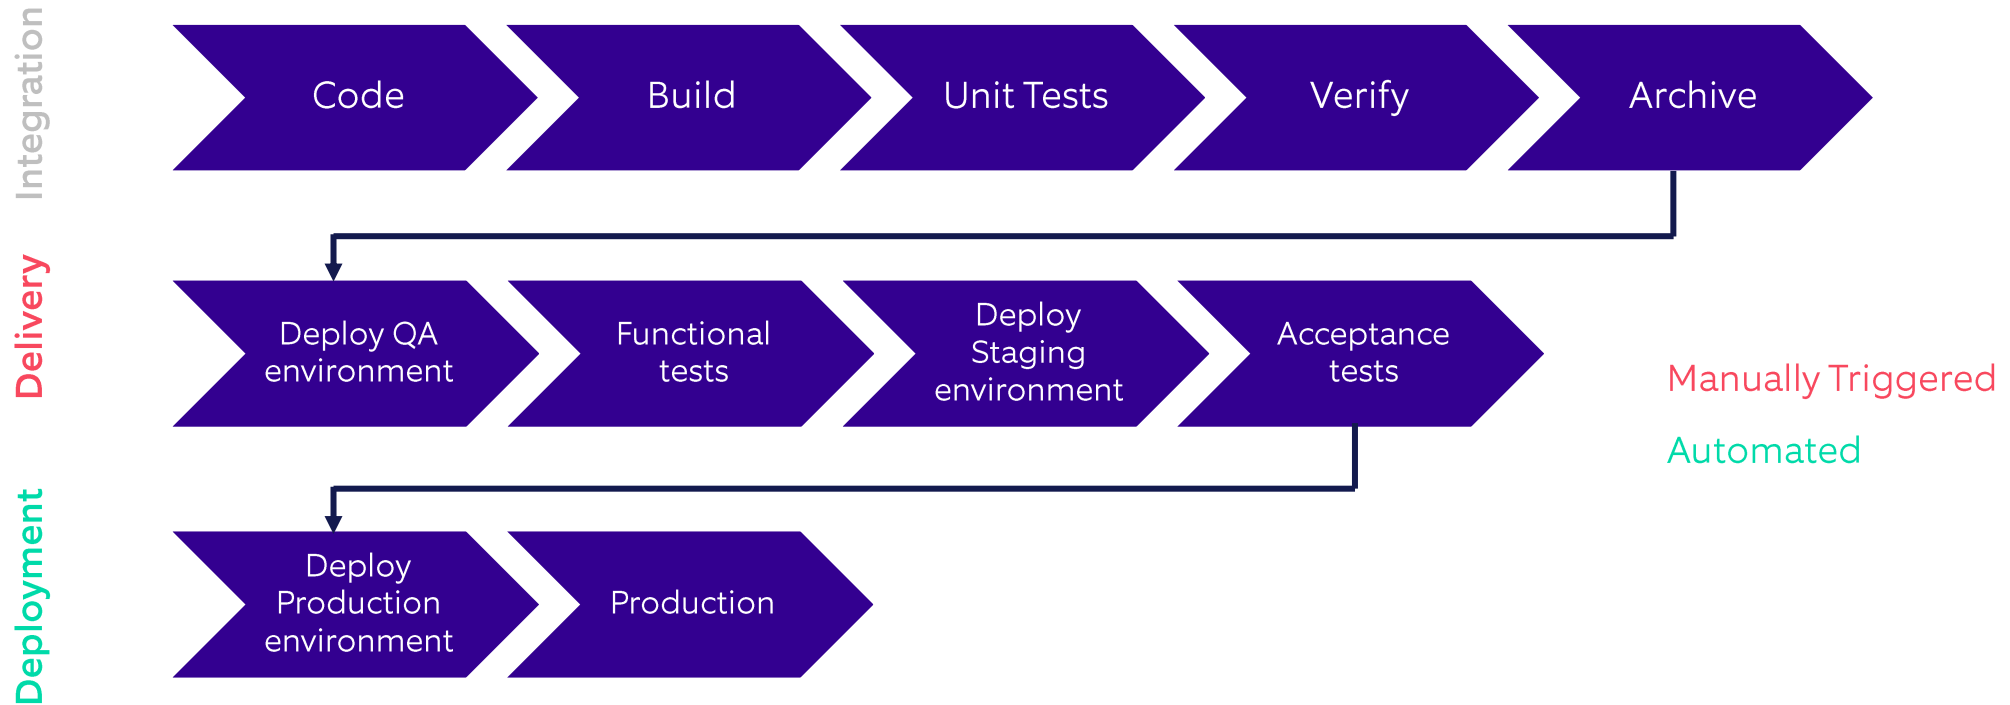 Integration
Code
Build
Unit Tests
Verify
Archive
Delivery
Deploy QA
environment
Functional
tests
Deploy
Staging
environment
Acceptance
tests
Manually Triggered
Automated
Deployment
Deploy
Production
environment
Production